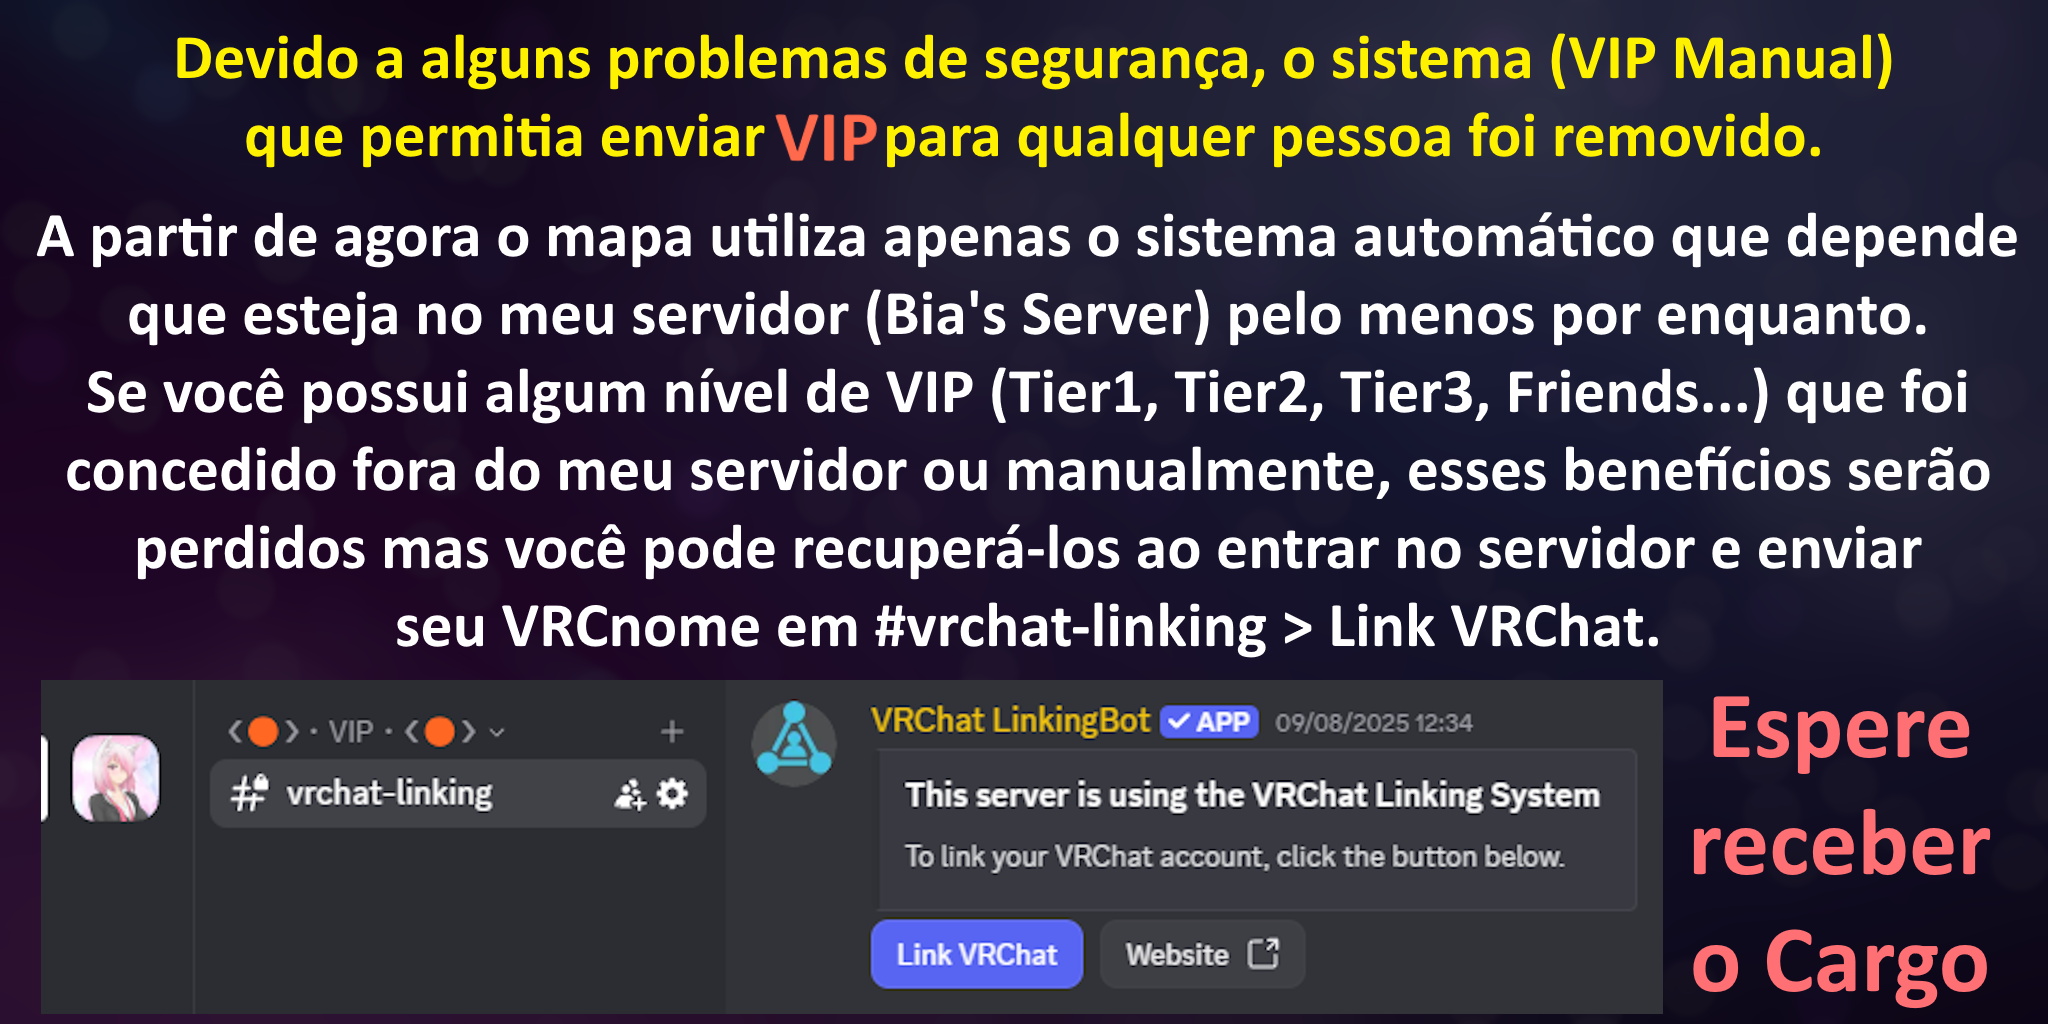 Devido a alguns problemas de segurança, o sistema (VIP Manual)
que permitia enviar VIP para qualquer pessoa foi removido.
A partir de agora o mapa utiliza apenas o sistema automático que depende
que esteja no meu servidor (Bia's Server) pelo menos por enquanto.
Se você possui algum nível de VIP (Tier1, Tier2, Tier3, Friends...) que foi
concedido fora do meu servidor ou manualmente, esses benefícios serão
perdidos mas você pode recuperá-los ao entrar no servidor e enviar
seu VRCnome em #vrchat-linking > Link VRChat.
‹🟠› · VIP · ‹🟠›
vrchat-linking
VRChat LinkingBot ✓ APP 09/08/2025 12:34
This server is using the VRChat Linking System
To link your VRChat account, click the button below.
Link VRChat Website
Espere
receber
o Cargo